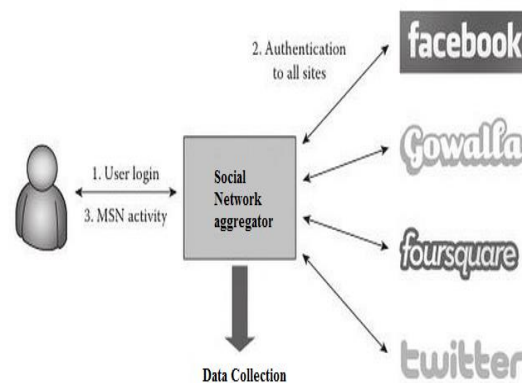 2. Authentication
to all sites
facebook
Gowalla
1. User login
3. MSN activity
Social
Network
aggregator
foursquare
twitter
Data Collection